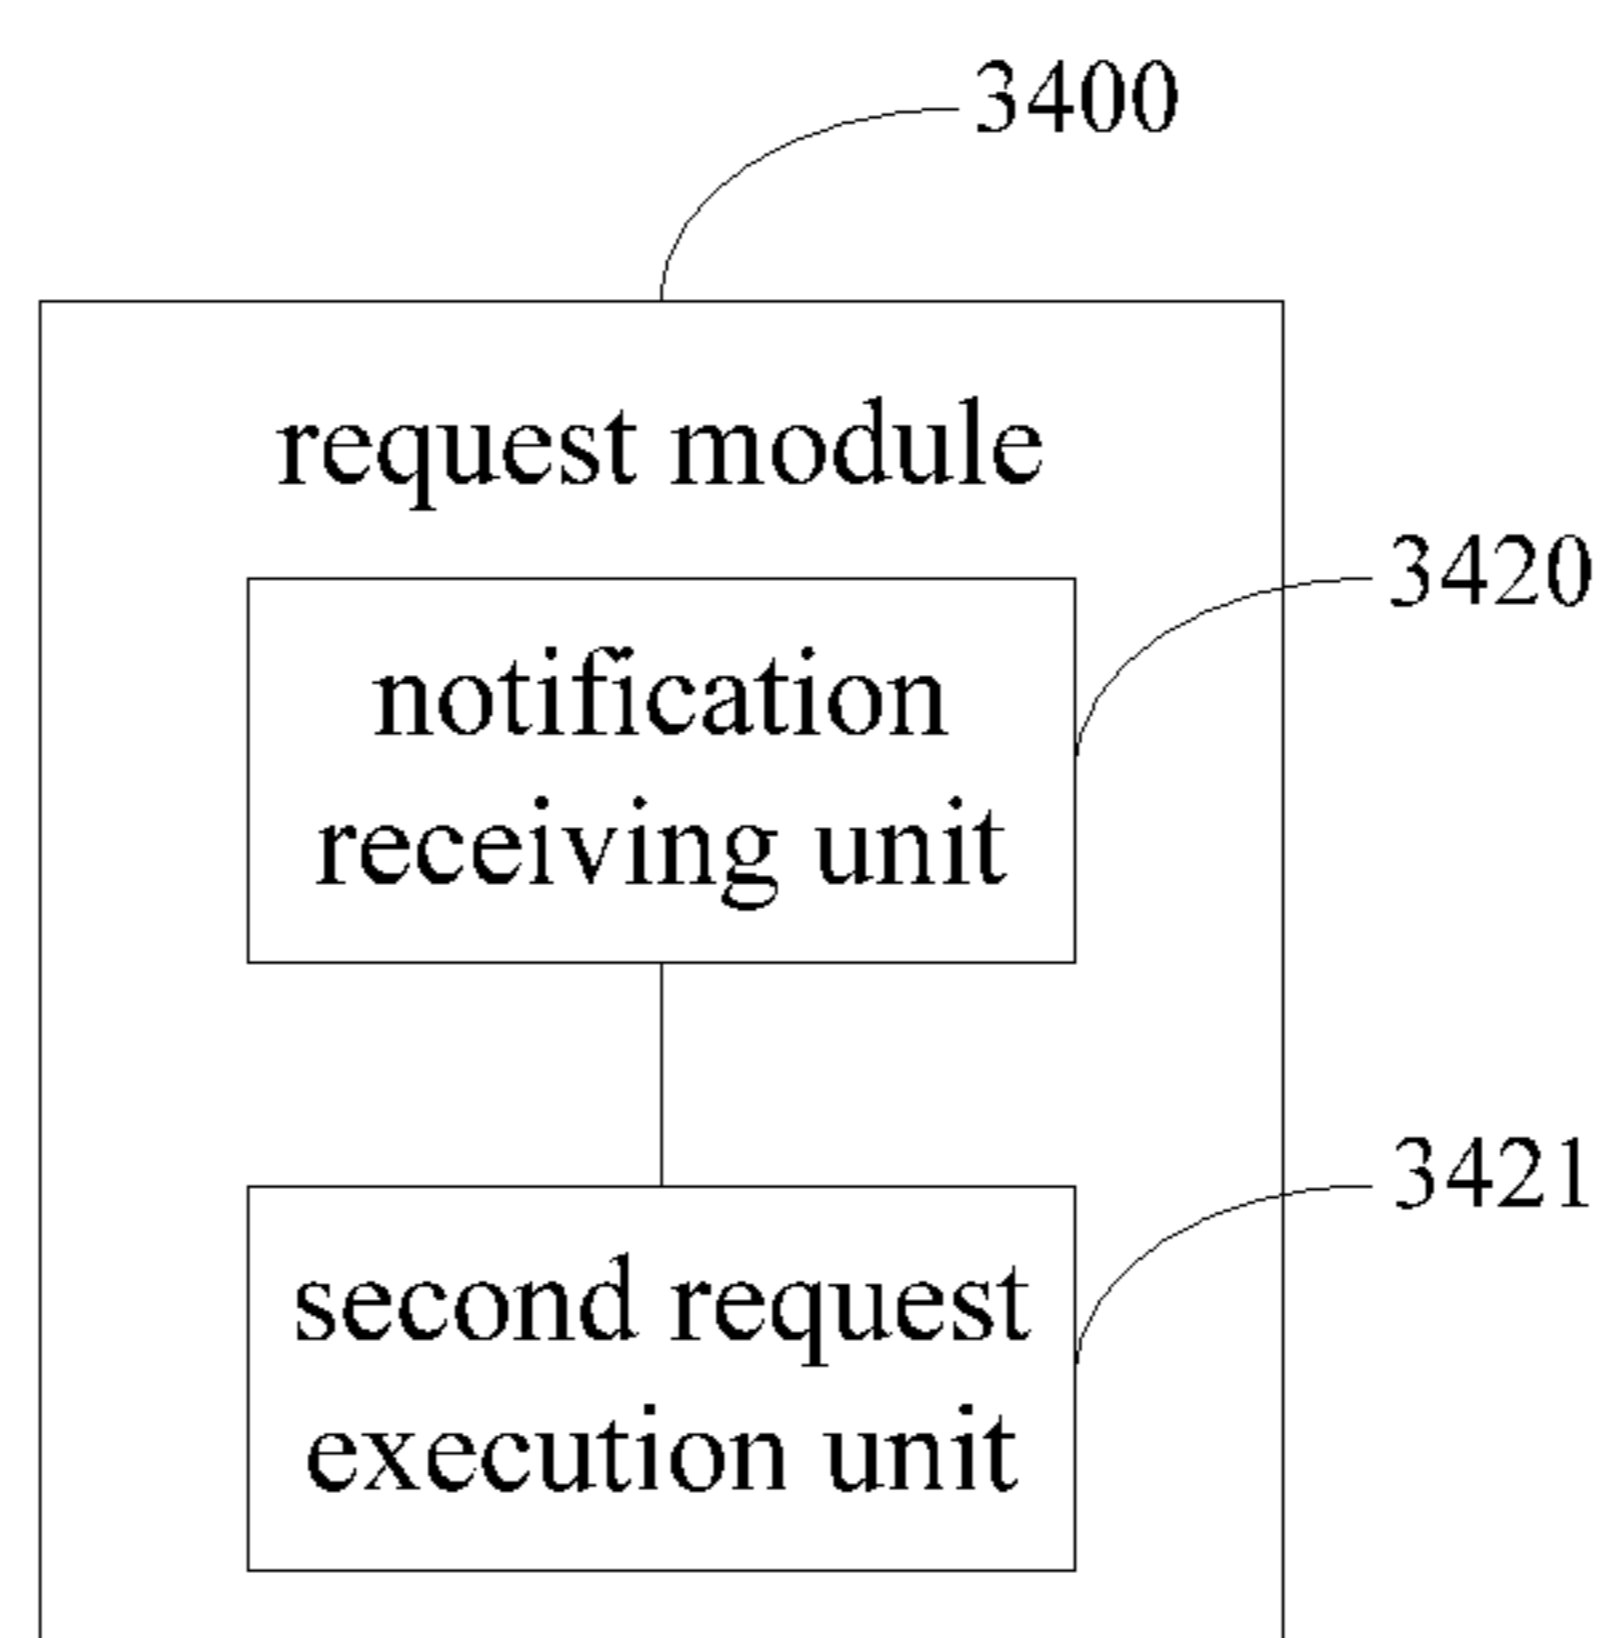 3400
request module
3420
notification
receiving unit
3421
second request
execution unit